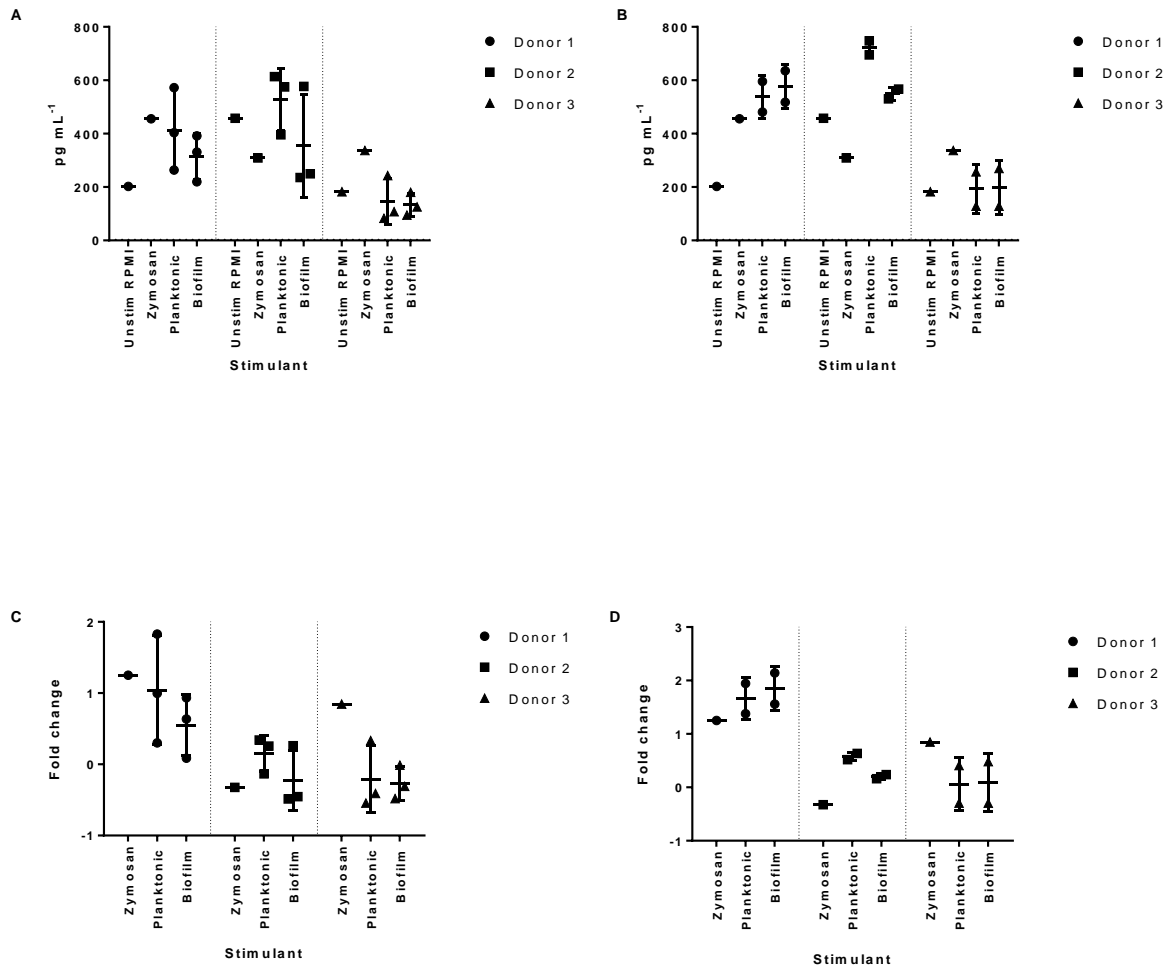 A
800
600
400
200
0
pg mL-1
Unstim RPMI
Zymosan
Planktonic
Biofilm
Unstim RPMI
Zymosan
Planktonic
Biofilm
Unstim RPMI
Zymosan
Planktonic
Biofilm
Stimulant
Donor 1
Donor 2
Donor 3
B
800
600
400
200
0
pg mL-1
Unstim RPMI
Zymosan
Planktonic
Biofilm
Unstim RPMI
Zymosan
Planktonic
Biofilm
Unstim RPMI
Zymosan
Planktonic
Biofilm
Stimulant
Donor 1
Donor 2
Donor 3
C
2
1
0
-1
Fold change
Zymosan
Planktonic
Biofilm
Zymosan
Planktonic
Biofilm
Zymosan
Planktonic
Biofilm
Stimulant
Donor 1
Donor 2
Donor 3
D
3
2
1
0
-1
Fold change
Zymosan
Planktonic
Biofilm
Zymosan
Planktonic
Biofilm
Zymosan
Planktonic
Biofilm
Stimulant
Donor 1
Donor 2
Donor 3